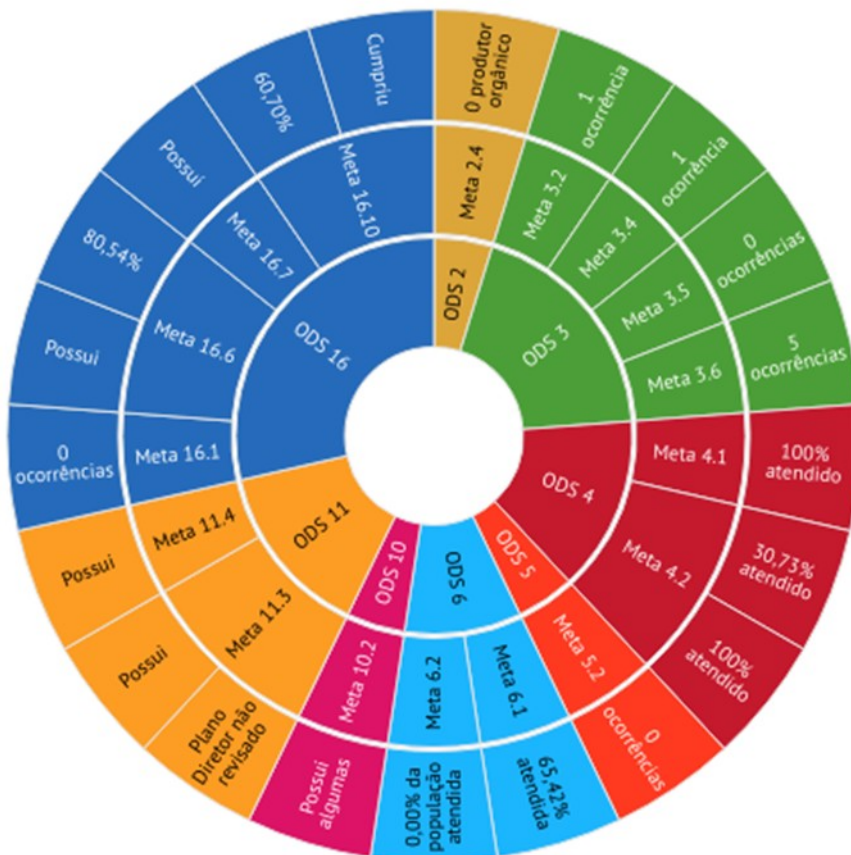 ODS 2
Meta 2.4
0 produtor
orgânico
ODS 3
Meta 3.2
1
ocorrência
Meta 3.4
1
ocorrência
Meta 3.5
0
ocorrências
Meta 3.6
5
ocorrências
ODS 4
Meta 4.1
100%
atendido
Meta 4.2
30,73%
atendido
100%
atendido
ODS 5
Meta 5.2
0
ocorrências
ODS 6
Meta 6.1
65,42%
atendida
Meta 6.2
0,00% da
população
atendida
ODS 10
Meta 10.2
Possui
algumas
ODS 11
Meta 11.3
Plano
Diretor não
revisado
Possui
Meta 11.4
Possui
ODS 16
Meta 16.1
0
ocorrências
Meta 16.6
Possui
80,54%
Meta 16.7
Possui
Meta 16.10
60,70%
Cumpriu